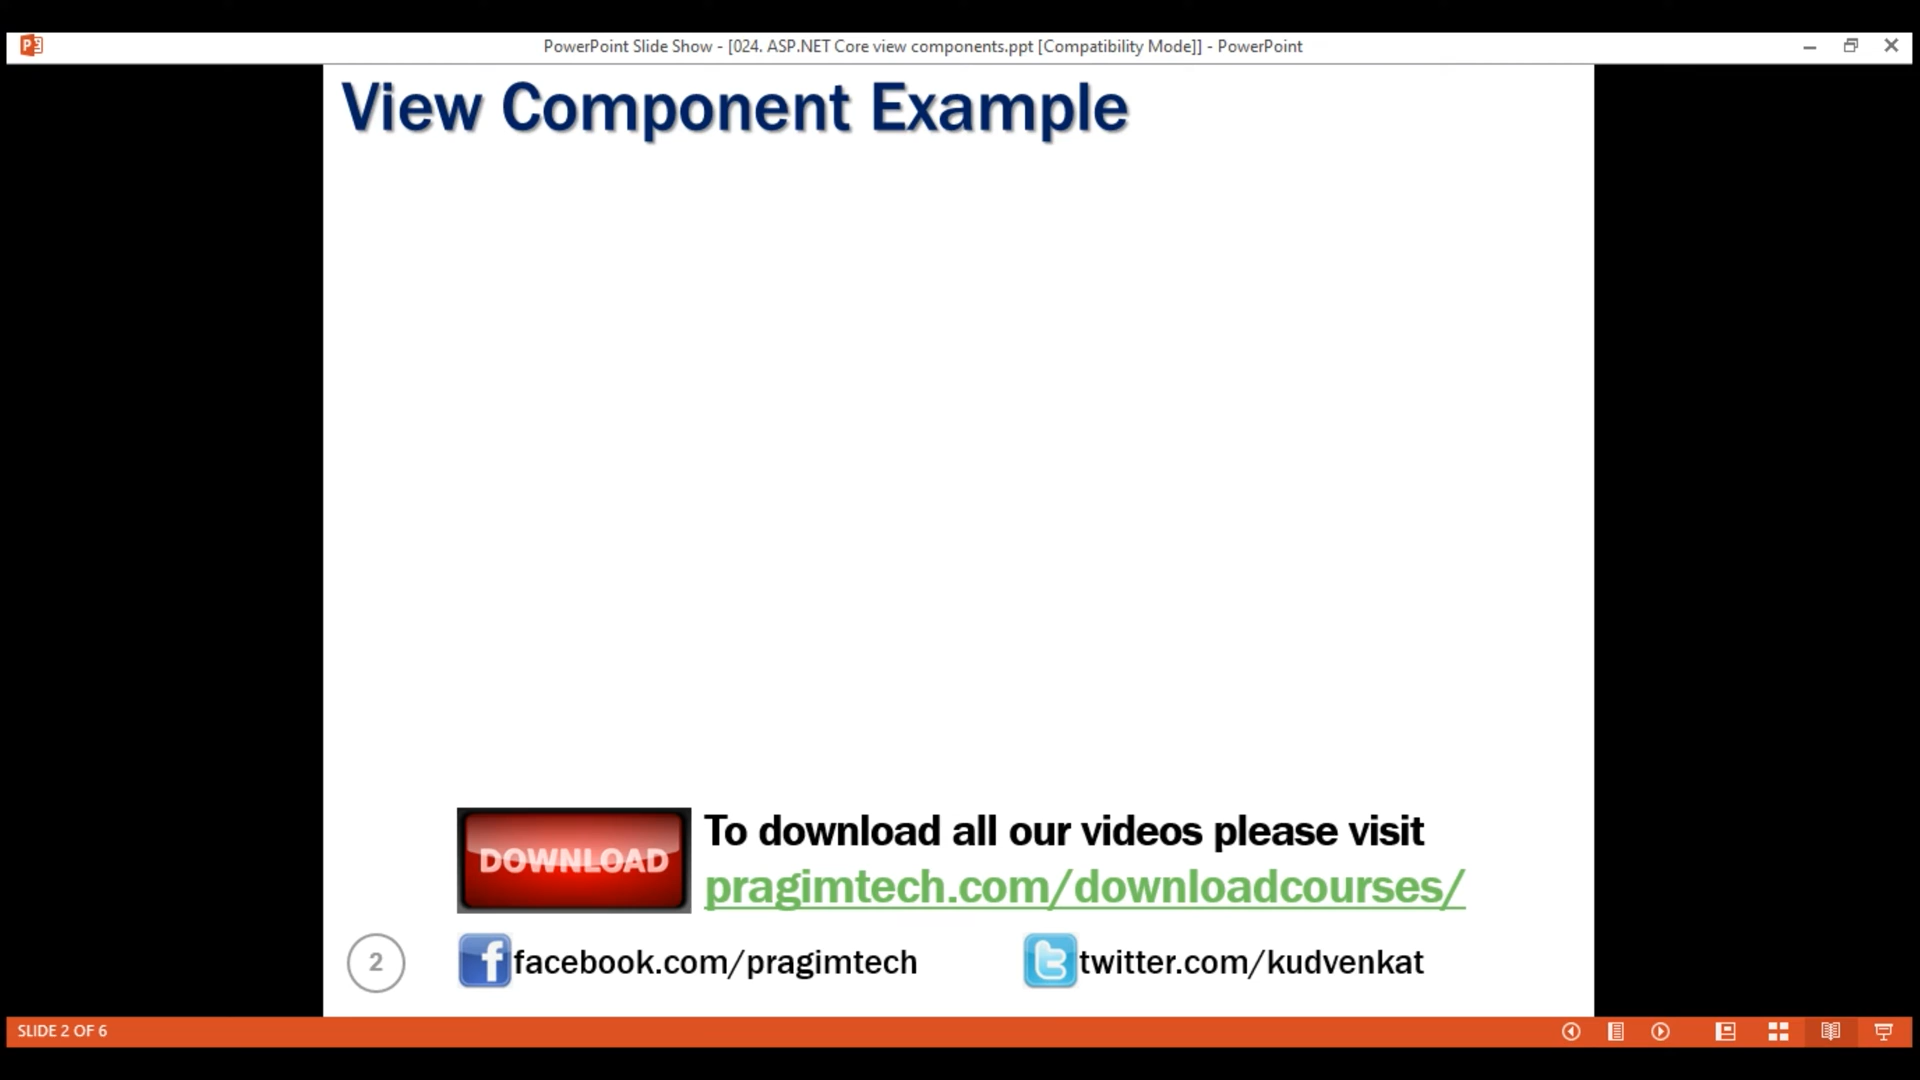 PowerPoint Slide Show - [024. ASP.NET Core view components.ppt [Compatibility Mode]] - PowerPoint
View Component Example
DOWNLOAD
To download all our videos please visit
pragimtech.com/downloadcourses/
2
facebook.com/pragimtech
twitter.com/kudvenkat
SLIDE 2 OF 6